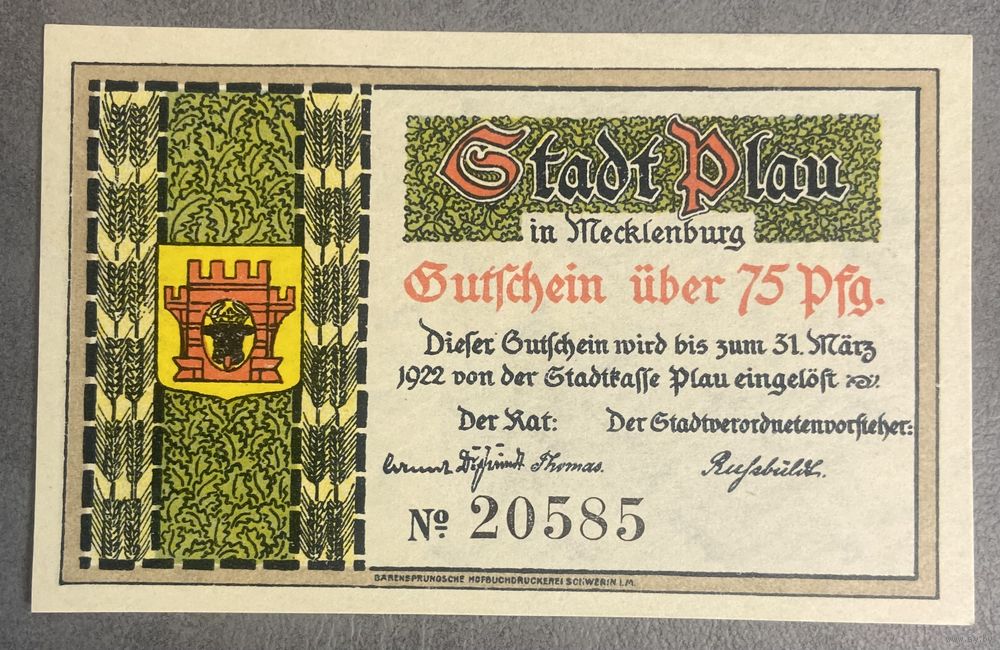 Stadt Plau
in Mecklenburg
Gutschein über 75 Pfg.
Dieser Gutschein wird bis zum 31. März
1922 von der Stadtkasse Plau eingelöst
Der Rat: Der Stadtverordnetenvorsteher:
Thomas.
No 20585
BÄRENSPRUNGSCHE HOFBUCHDRUCKEREI SCHWERIN I.M.